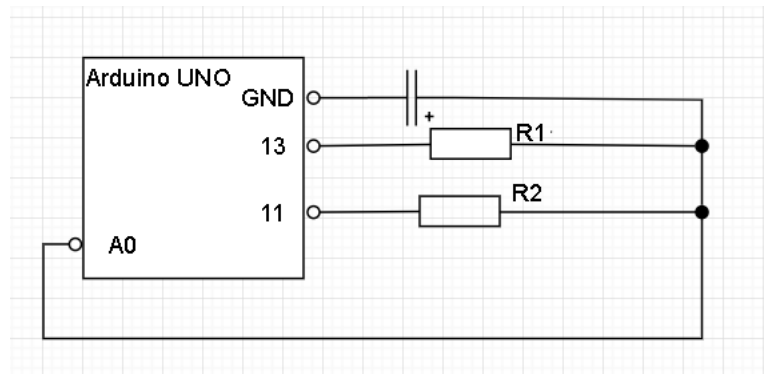 Arduino UNO
GND
+
13
R1
11
R2
A0